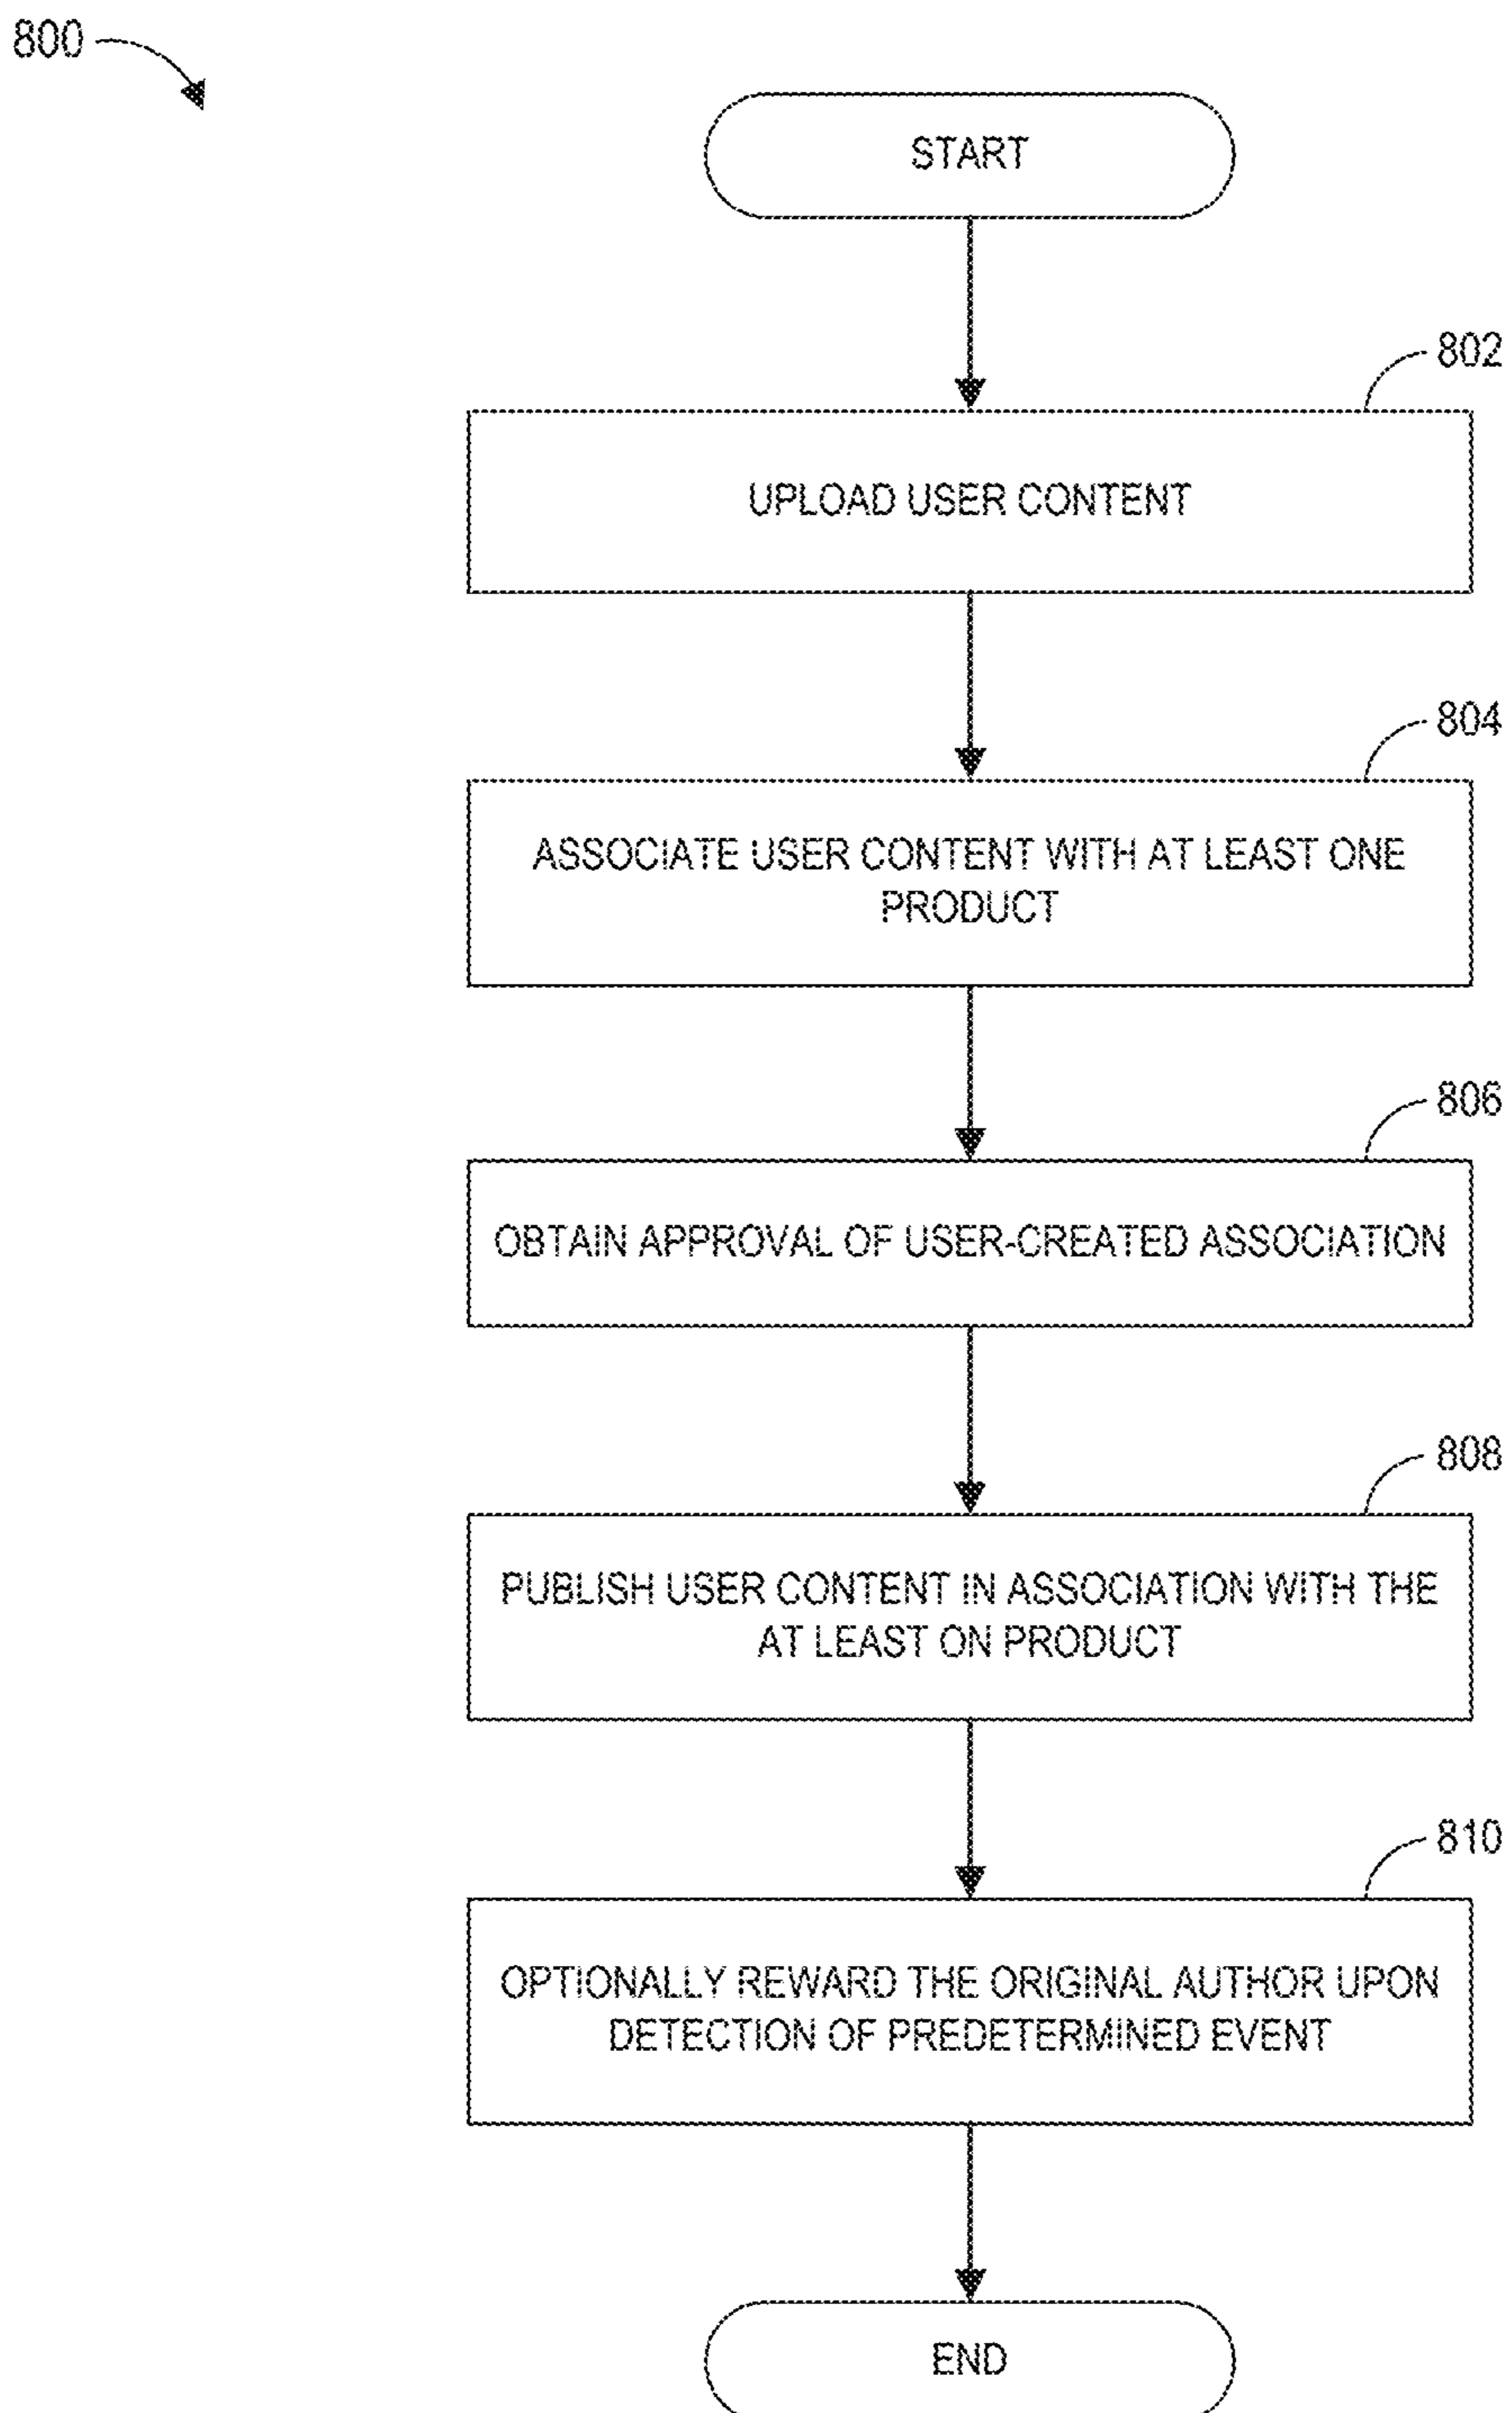 800
START
802
UPLOAD USER CONTENT
804
ASSOCIATE USER CONTENT WITH AT LEAST ONE
PRODUCT
806
OBTAIN APPROVAL OF USER-CREATED ASSOCIATION
808
PUBLISH USER CONTENT IN ASSOCIATION WITH THE
AT LEAST ON PRODUCT
810
OPTIONALLY REWARD THE ORIGINAL AUTHOR UPON
DETECTION OF PREDETERMINED EVENT
END